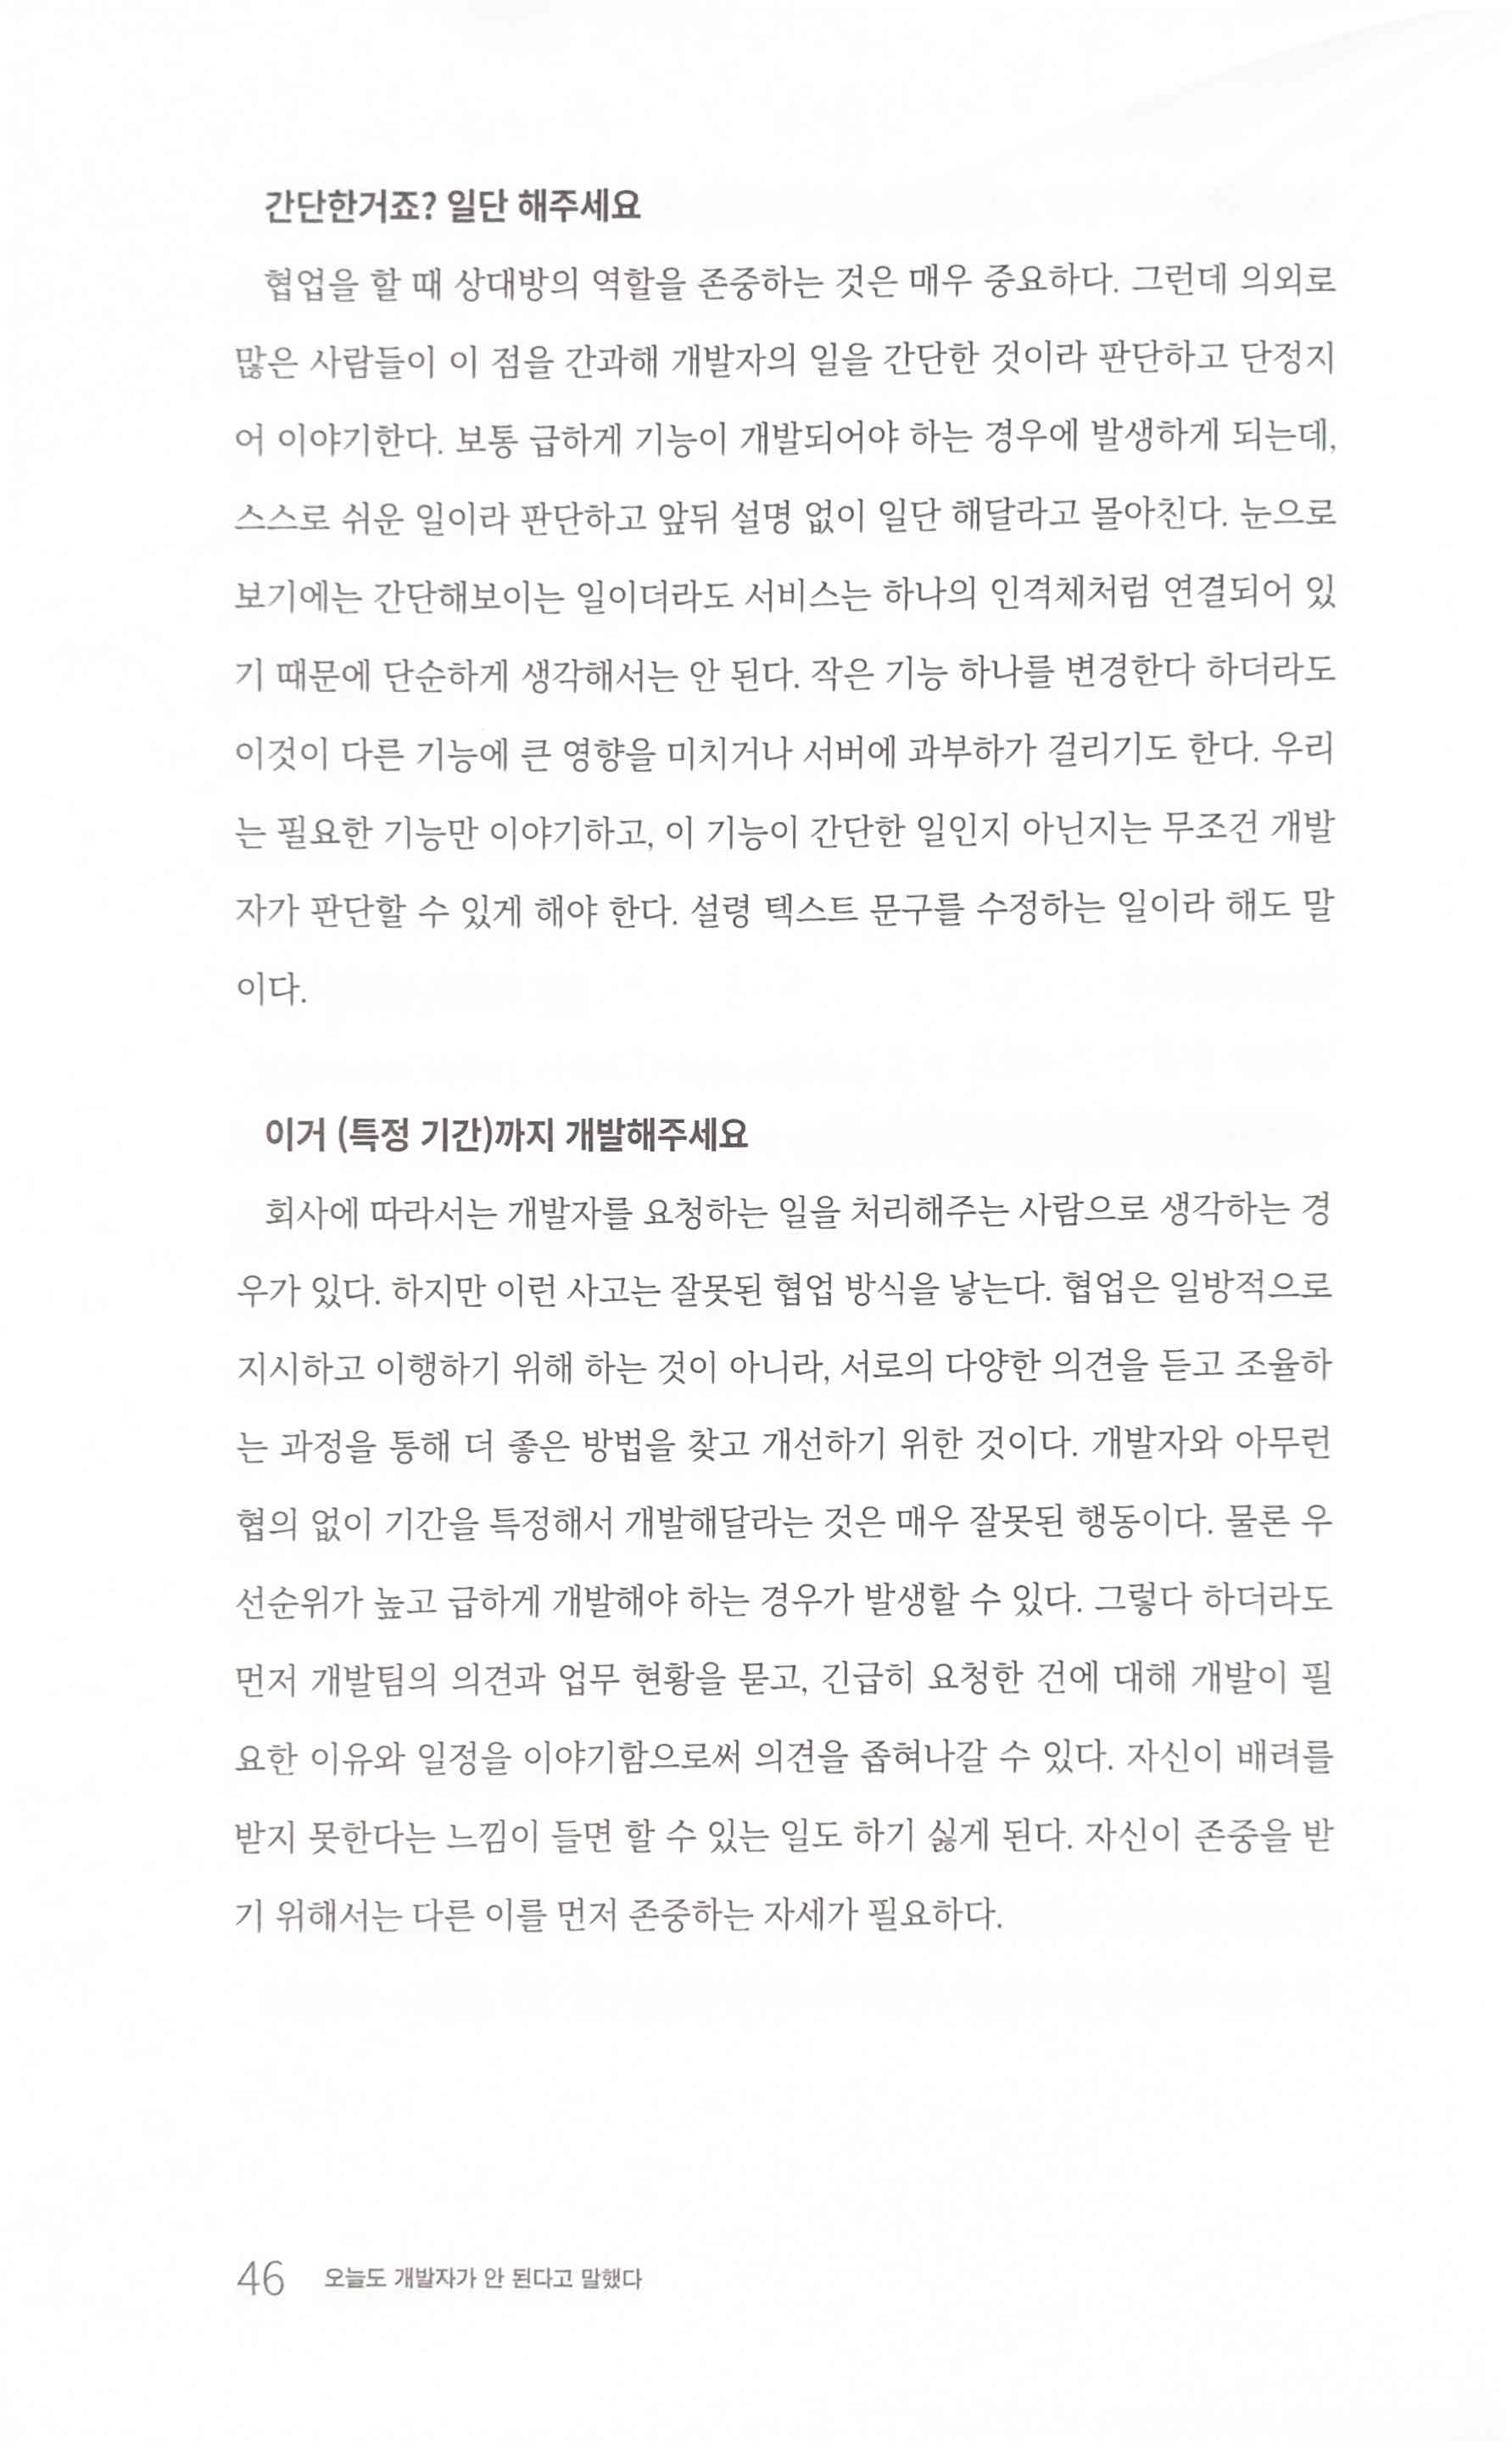 간단한거죠? 일단 해주세요
협업을 할 때 상대방의 역할을 존중하는 것은 매우 중요하다. 그런데 의외로
많은 사람들이 이 점을 간과해 개발자의 일을 간단한 것이라 판단하고 단정지
어 이야기한다. 보통 급하게 기능이 개발되어야 하는 경우에 발생하게 되는데,
스스로 쉬운 일이라 판단하고 앞뒤 설명 없이 일단 해달라고 몰아친다. 눈으로
보기에는 간단해보이는 일이더라도 서비스는 하나의 인격체처럼 연결되어 있
기 때문에 단순하게 생각해서는 안 된다. 작은 기능 하나를 변경한다 하더라도
이것이 다른 기능에 큰 영향을 미치거나 서버에 과부하가 걸리기도 한다. 우리
는 필요한 기능만 이야기하고, 이 기능이 간단한 일인지 아닌지는 무조건 개발
자가 판단할 수 있게 해야 한다. 설령 텍스트 문구를 수정하는 일이라 해도 말
이다.
이거 (특정 기간)까지 개발해주세요
회사에 따라서는 개발자를 요청하는 일을 처리해주는 사람으로 생각하는 경
우가 있다. 하지만 이런 사고는 잘못된 협업 방식을 낳는다. 협업은 일방적으로
지시하고 이행하기 위해 하는 것이 아니라, 서로의 다양한 의견을 듣고 조율하
는 과정을 통해 더 좋은 방법을 찾고 개선하기 위한 것이다. 개발자와 아무런
협의 없이 기간을 특정해서 개발해달라는 것은 매우 잘못된 행동이다. 물론 우
선순위가 높고 급하게 개발해야 하는 경우가 발생할 수 있다. 그렇다 하더라도
먼저 개발팀의 의견과 업무 현황을 묻고, 긴급히 요청한 건에 대해 개발이 필
요한 이유와 일정을 이야기함으로써 의견을 좁혀나갈 수 있다. 자신이 배려를
받지 못한다는 느낌이 들면 할 수 있는 일도 하기 싫게 된다. 자신이 존중을 받
기 위해서는 다른 이를 먼저 존중하는 자세가 필요하다.
46 오늘도 개발자가 안 된다고 말했다